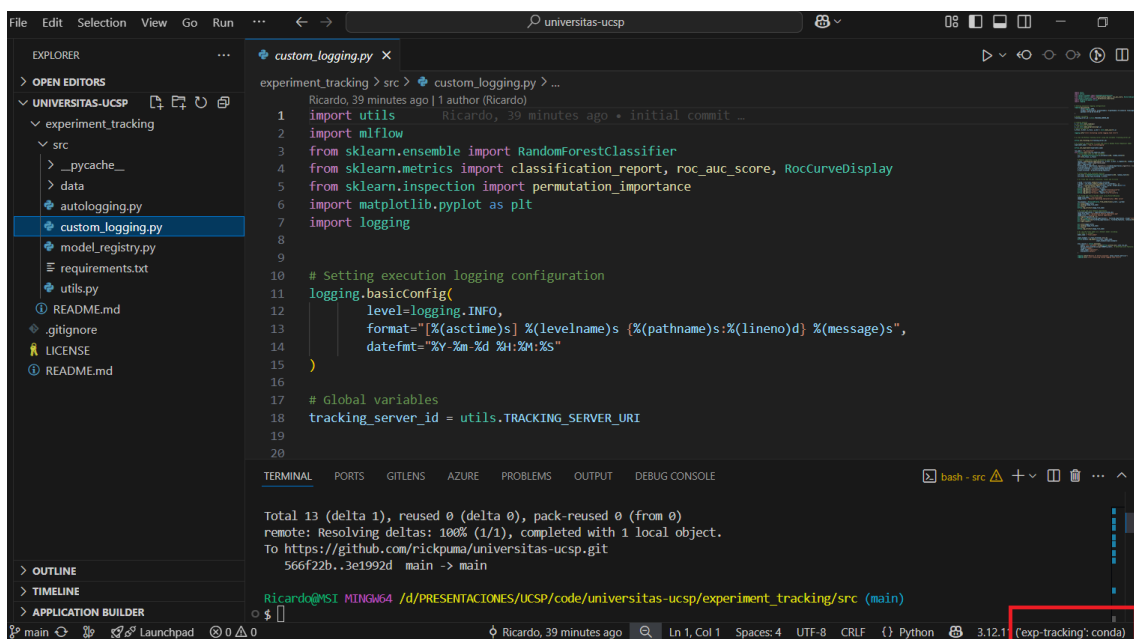 File Edit Selection View Go Run ··· universitas-ucsp
EXPLORER ···
OPEN EDITORS
UNIVERSITAS-UCSP
experiment_tracking
src
__pycache__
data
autologging.py
custom_logging.py
model_registry.py
requirements.txt
utils.py
README.md
.gitignore
LICENSE
README.md
OUTLINE
TIMELINE
APPLICATION BUILDER
custom_logging.py
experiment_tracking > src > custom_logging.py > ...
Ricardo, 39 minutes ago | 1 author (Ricardo)
1 import utils Ricardo, 39 minutes ago • initial commit …
2 import mlflow
3 from sklearn.ensemble import RandomForestClassifier
4 from sklearn.metrics import classification_report, roc_auc_score, RocCurveDisplay
5 from sklearn.inspection import permutation_importance
6 import matplotlib.pyplot as plt
7 import logging
8
9
10 # Setting execution logging configuration
11 logging.basicConfig(
12 level=logging.INFO,
13 format="[%(asctime)s] %(levelname)s {%(pathname)s:%(lineno)d} %(message)s",
14 datefmt="%Y-%m-%d %H:%M:%S"
15 )
16
17 # Global variables
18 tracking_server_id = utils.TRACKING_SERVER_URI
19
20
TERMINAL PORTS GITLENS AZURE PROBLEMS OUTPUT DEBUG CONSOLE bash - src
Total 13 (delta 1), reused 0 (delta 0), pack-reused 0 (from 0)
remote: Resolving deltas: 100% (1/1), completed with 1 local object.
To https://github.com/rickpuma/universitas-ucsp.git
566f22b..3e1992d main -> main
Ricardo@MSI MINGW64 /d/PRESENTACIONES/UCSP/code/universitas-ucsp/experiment_tracking/src (main)
$
main Launchpad 0 0 Ricardo, 39 minutes ago Ln 1, Col 1 Spaces: 4 UTF-8 CRLF {} Python 3.12.1 ('exp-tracking': conda)